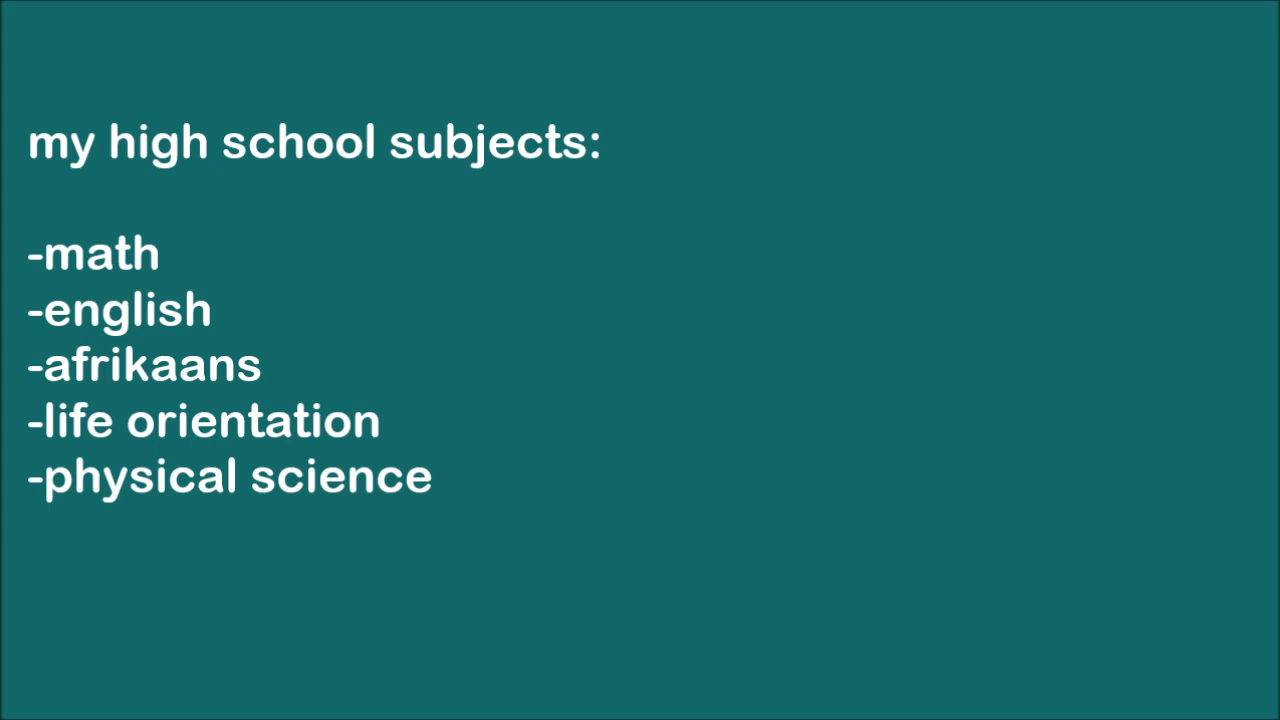 my high school subjects:
-math
-english
-afrikaans
-life orientation
-physical science